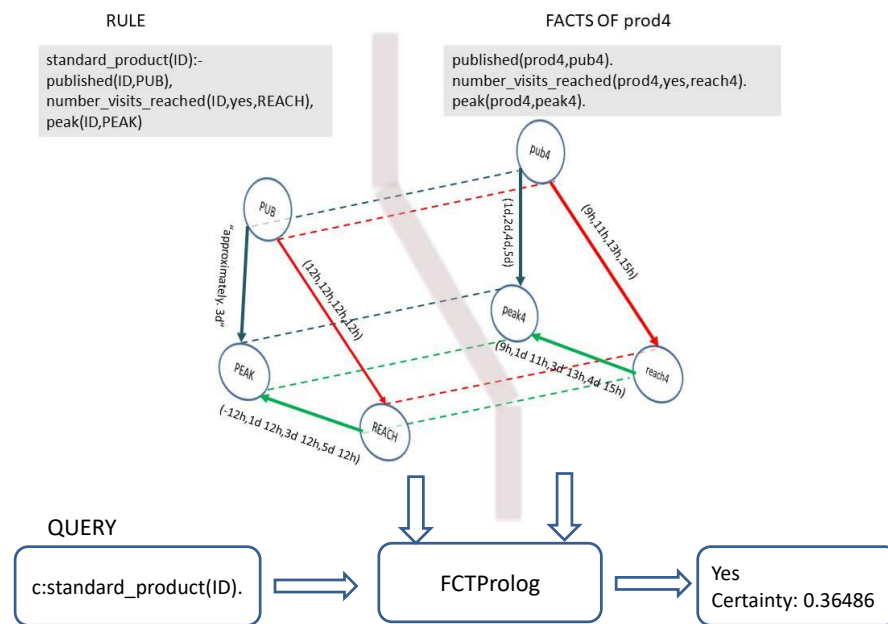 RULE
FACTS OF prod4
standard_product(ID):-
published(ID,PUB),
number_visits_reached(ID,yes,REACH),
peak(ID,PEAK)
published(prod4,pub4).
number_visits_reached(prod4,yes,reach4).
peak(prod4,peak4).
pub4
PUB
(1d,2d,4d,5d)
(9h,11h,13h,15h)
"approximately, 3d"
(12h,12h,12h,12h)
peak4
(9h,1d 11h,3d 13h,4d 15h)
reach4
PEAK
(-12h,1d 12h,3d 12h,5d 12h)
REACH
QUERY
c:standard_product(ID).
FCTProlog
Yes
Certainty: 0.36486